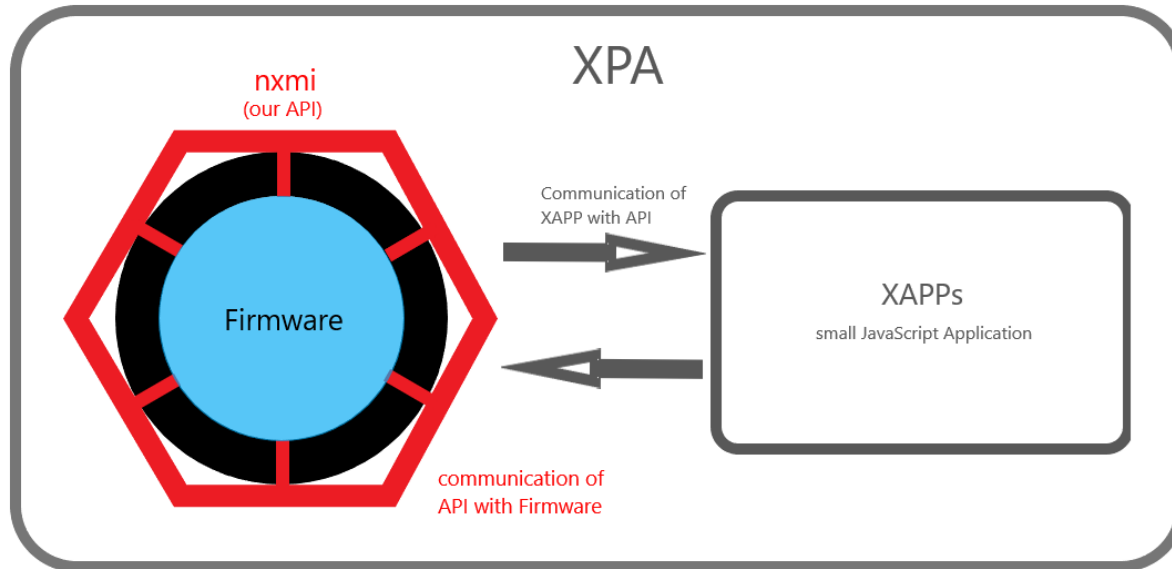 XPA
nxmi
(our API)
Firmware
communication of
API with Firmware
Communication of
XAPP with API
XAPPs
small JavaScript Application